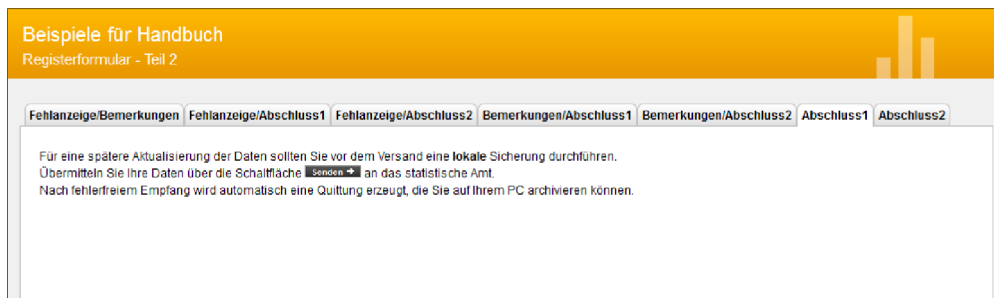 Beispiele für Handbuch
Registerformular - Teil 2
Fehlanzeige/Bemerkungen Fehlanzeige/Abschluss1 Fehlanzeige/Abschluss2 Bemerkungen/Abschluss1 Bemerkungen/Abschluss2 Abschluss1 Abschluss2
Für eine spätere Aktualisierung der Daten sollten Sie vor dem Versand eine lokale Sicherung durchführen.
Übermitteln Sie Ihre Daten über die Schaltfläche Senden → an das statistische Amt.
Nach fehlerfreiem Empfang wird automatisch eine Quittung erzeugt, die Sie auf Ihrem PC archivieren können.